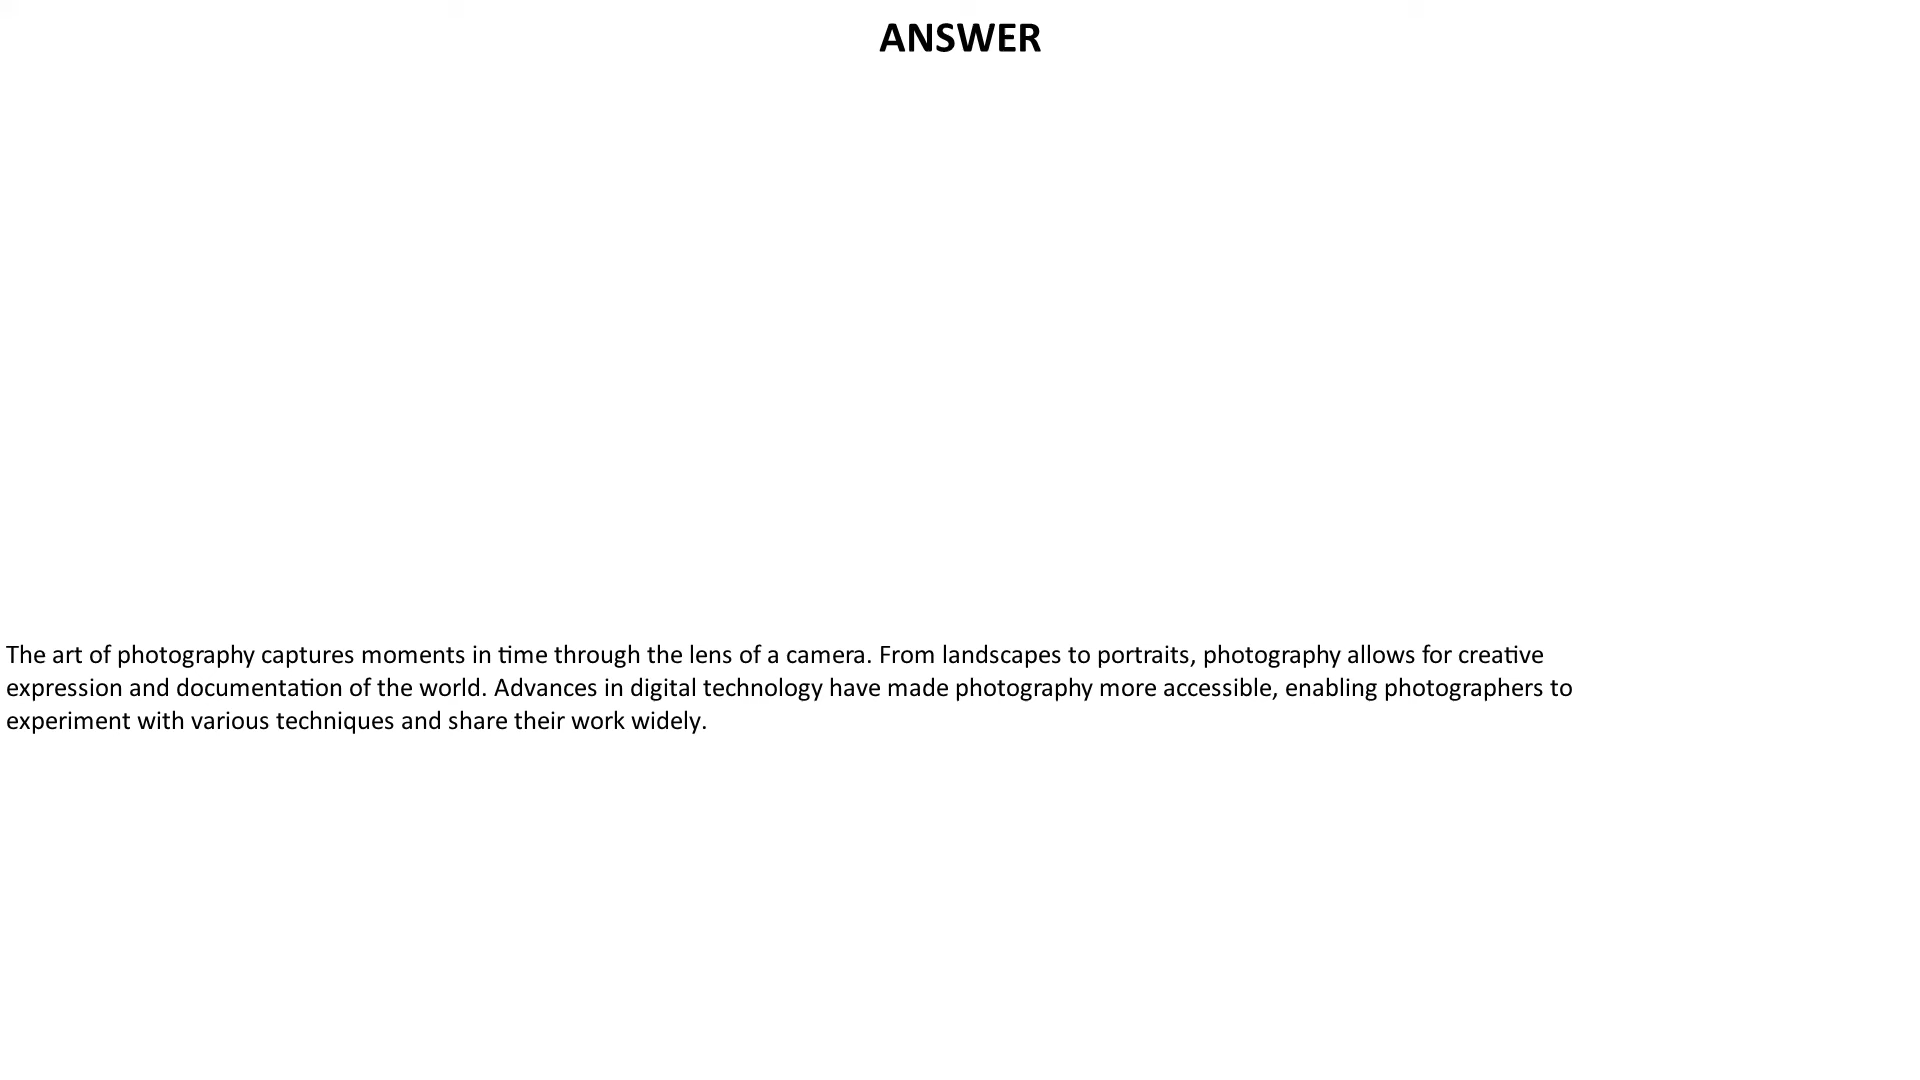 ANSWER
The art of photography captures moments in time through the lens of a camera. From landscapes to portraits, photography allows for creative
expression and documentation of the world. Advances in digital technology have made photography more accessible, enabling photographers to
experiment with various techniques and share their work widely.